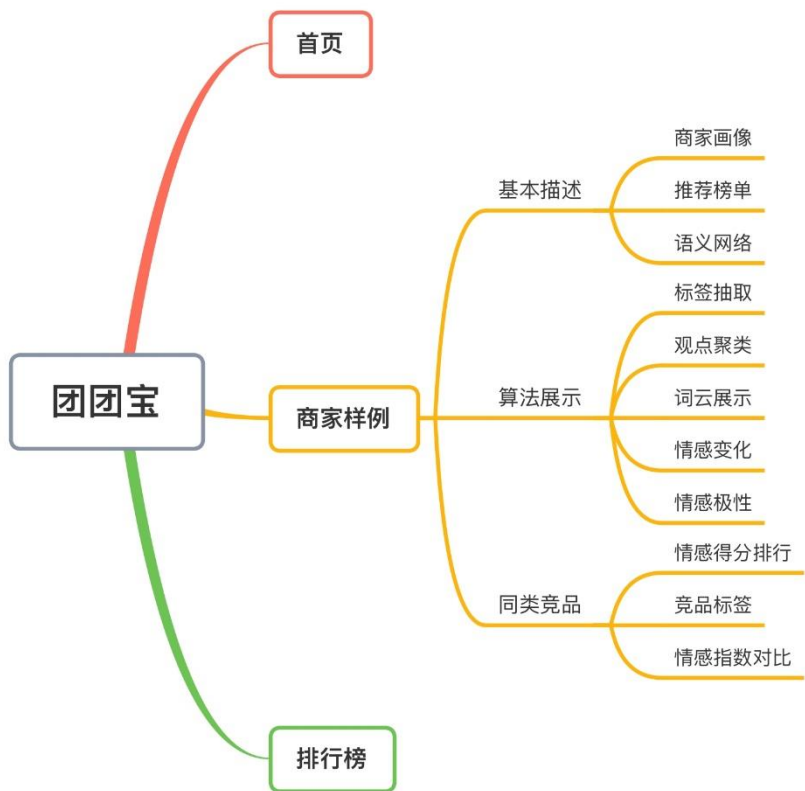 首页
商家画像
基本描述
推荐榜单
语义网络
标签抽取
观点聚类
团团宝
商家样例
算法展示
词云展示
情感变化
情感极性
情感得分排行
同类竞品
竞品标签
情感指数对比
排行榜